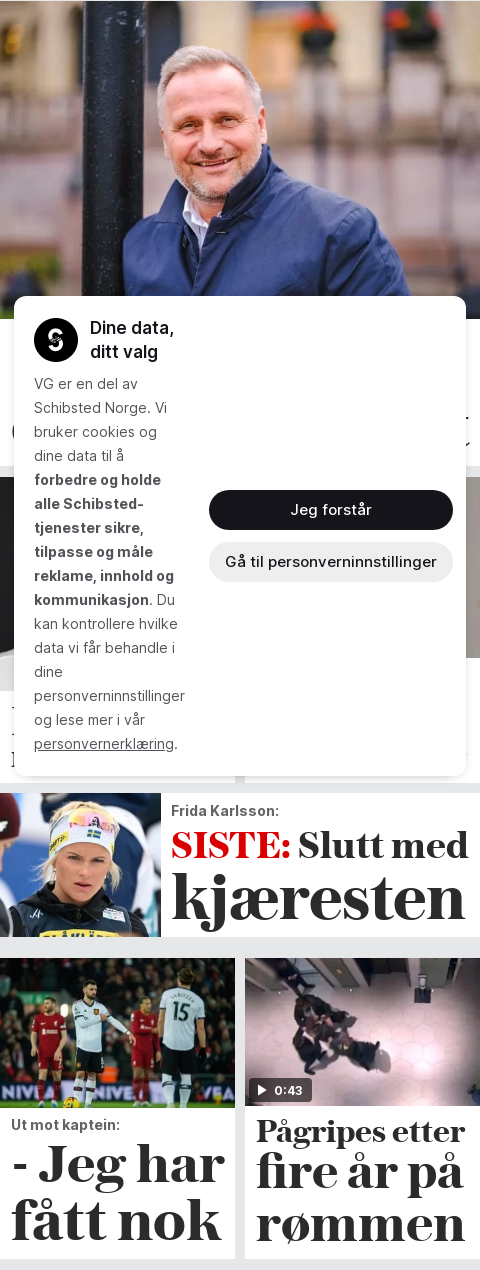 Dine data,
ditt valg
VG er en del av
Schibsted Norge. Vi
bruker cookies og
dine data til å
forbedre og holde
alle Schibsted-
tjenester sikre,
tilpasse og måle
reklame, innhold og
kommunikasjon. Du
kan kontrollere hvilke
data vi får behandle i
dine
personverninnstillinger
og lese mer i vår
personvernerklæring.
Jeg forstår
Gå til personverninnstillinger
Frida Karlsson:
SISTE: Slutt med
kjæresten
15
0:43
Ut mot kaptein:
- Jeg har
fått nok
Pågripes etter
fire år på
rømmen